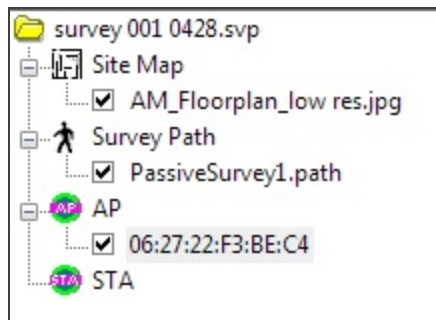 survey 001 0428.svp
Site Map
AM_Floorplan_low res.jpg
Survey Path
PassiveSurvey1.path
AP AP
06:27:22:F3:BE:C4
STA STA